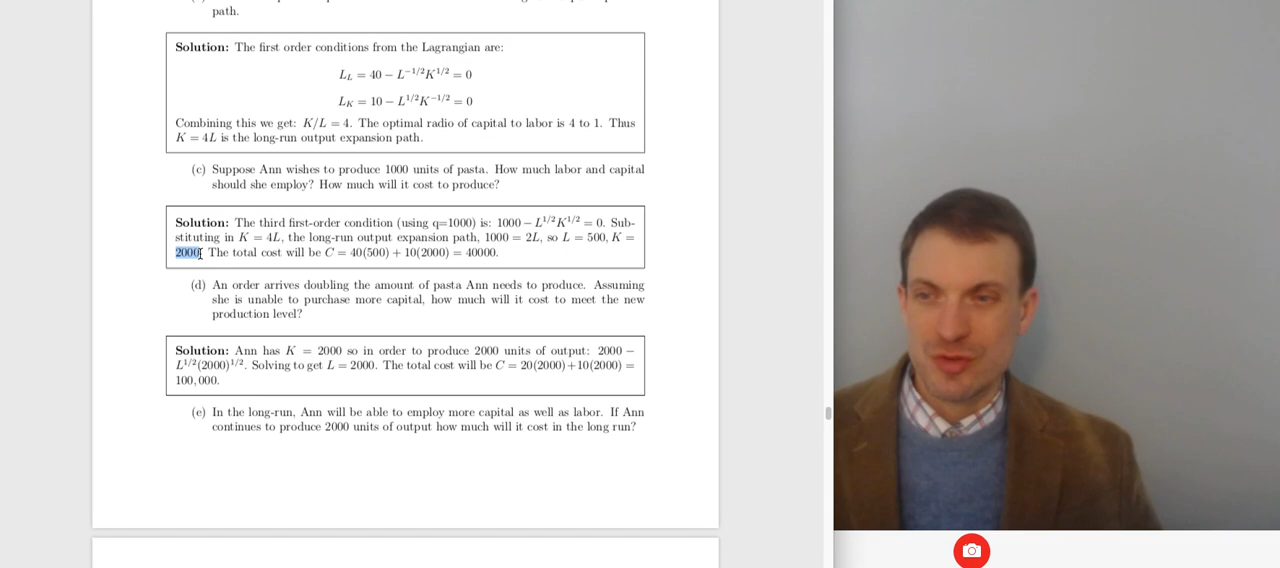 path.
Solution: The first order conditions from the Lagrangian are:
L_L = 40 − L^{−1/2}K^{1/2} = 0
L_K = 10 − L^{1/2}K^{−1/2} = 0
Combining this we get: K/L = 4. The optimal radio of capital to labor is 4 to 1. Thus
K = 4L is the long-run output expansion path.
(c) Suppose Ann wishes to produce 1000 units of pasta. How much labor and capital
should she employ? How much will it cost to produce?
Solution: The third first-order condition (using q=1000) is: 1000 − L^{1/2}K^{1/2} = 0. Sub-
stituting in K = 4L, the long-run output expansion path, 1000 = 2L, so L = 500, K =
2000. The total cost will be C = 40(500) + 10(2000) = 40000.
(d) An order arrives doubling the amount of pasta Ann needs to produce. Assuming
she is unable to purchase more capital, how much will it cost to meet the new
production level?
Solution: Ann has K = 2000 so in order to produce 2000 units of output: 2000 −
L^{1/2}(2000)^{1/2}. Solving to get L = 2000. The total cost will be C = 20(2000)+10(2000) =
100,000.
(e) In the long-run, Ann will be able to employ more capital as well as labor. If Ann
continues to produce 2000 units of output how much will it cost in the long run?